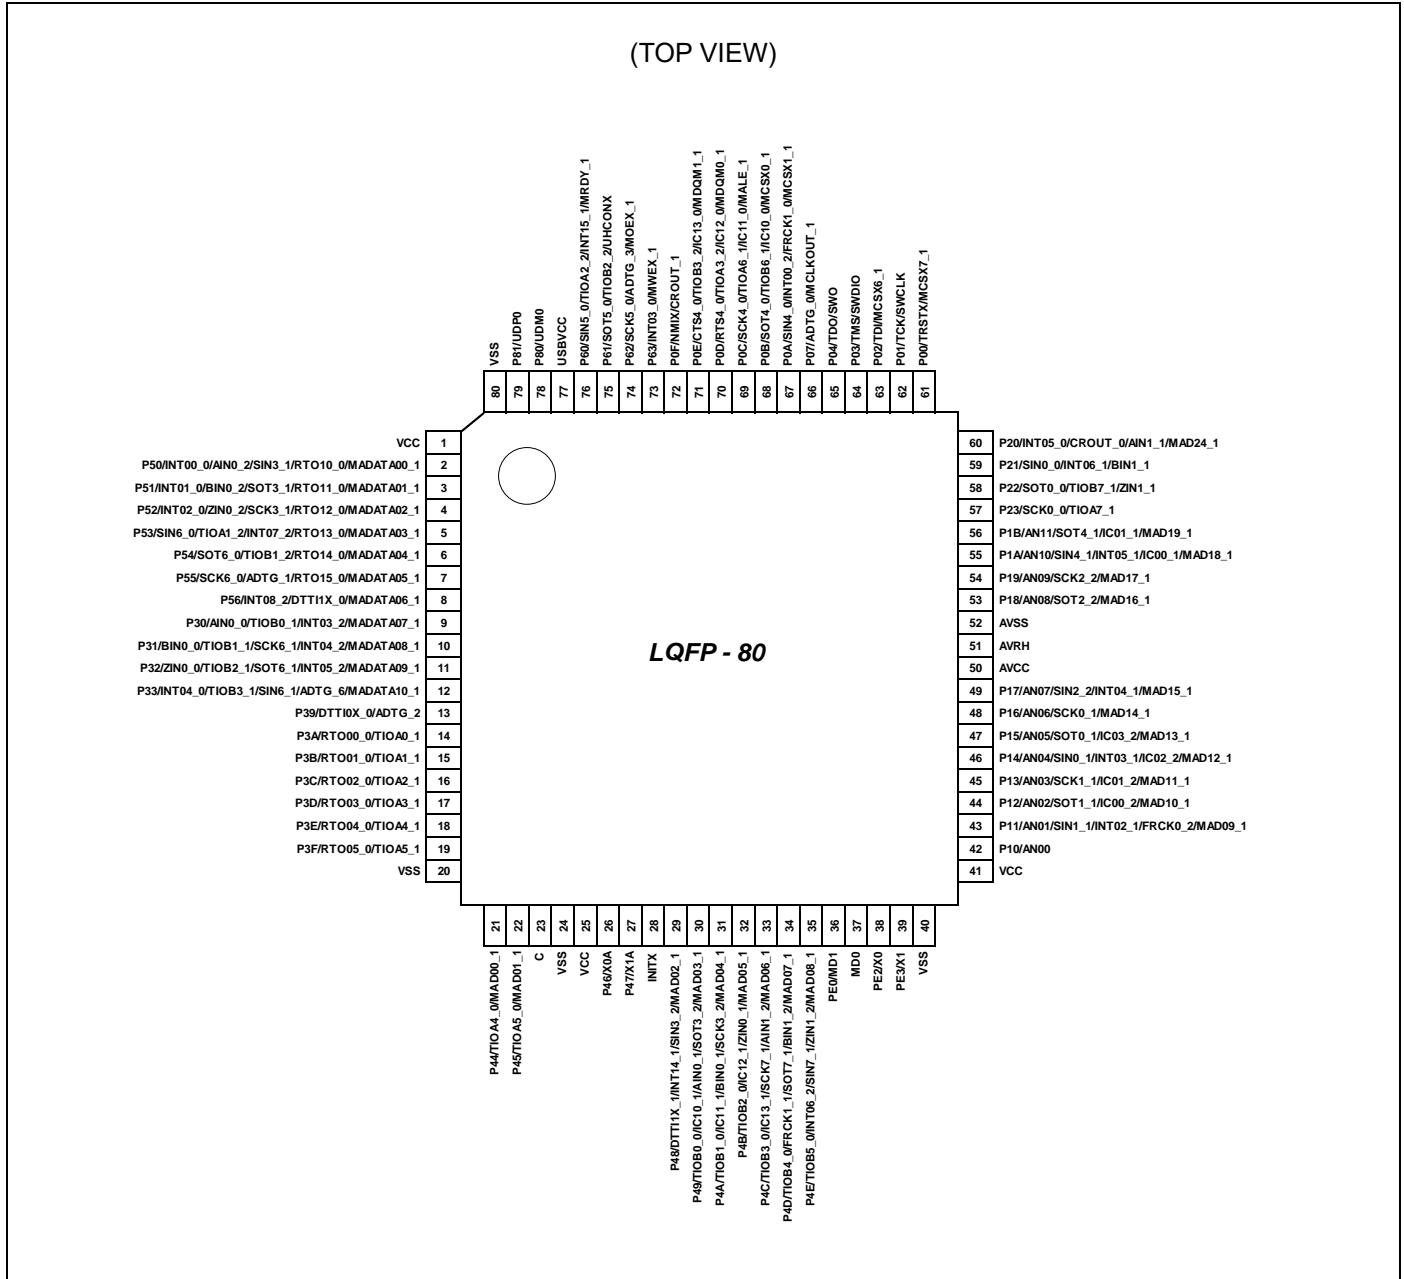 (TOP VIEW)
VSS
P81/UDP0
P80/UDM0
USBVCC
P60/SIN5_0/TIOA2_2/INT15_1/MRDY_1
P61/SOT5_0/TIOB2_2/UHCONX
P62/SCK5_0/ADTG_3/MOEX_1
P63/INT03_0/MWEX_1
P0F/NMIX/CROUT_1
P0E/CTS4_0/TIOB3_2/IC13_0/MDQM1_1
P0D/RTS4_0/TIOA3_2/IC12_0/MDQM0_1
P0C/SCK4_0/TIOA6_1/IC11_0/MALE_1
P0B/SOT4_0/TIOB6_1/IC10_0/MCSX0_1
P0A/SIN4_0/INT00_2/FRCK1_0/MCSX1_1
P07/ADTG_0/MCLKOUT_1
P04/TDO/SWO
P03/TMS/SWDIO
P02/TDI/MCSX6_1
P01/TCK/SWCLK
P00/TRSTX/MCSX7_1
80 79 78 77 76 75 74 73 72 71 70 69 68 67 66 65 64 63 62 61
VCC 1
P50/INT00_0/AIN0_2/SIN3_1/RTO10_0/MADATA00_1 2
P51/INT01_0/BIN0_2/SOT3_1/RTO11_0/MADATA01_1 3
P52/INT02_0/ZIN0_2/SCK3_1/RTO12_0/MADATA02_1 4
P53/SIN6_0/TIOA1_2/INT07_2/RTO13_0/MADATA03_1 5
P54/SOT6_0/TIOB1_2/RTO14_0/MADATA04_1 6
P55/SCK6_0/ADTG_1/RTO15_0/MADATA05_1 7
P56/INT08_2/DTTI1X_0/MADATA06_1 8
P30/AIN0_0/TIOB0_1/INT03_2/MADATA07_1 9
P31/BIN0_0/TIOB1_1/SCK6_1/INT04_2/MADATA08_1 10
P32/ZIN0_0/TIOB2_1/SOT6_1/INT05_2/MADATA09_1 11
P33/INT04_0/TIOB3_1/SIN6_1/ADTG_6/MADATA10_1 12
P39/DTTI0X_0/ADTG_2 13
P3A/RTO00_0/TIOA0_1 14
P3B/RTO01_0/TIOA1_1 15
P3C/RTO02_0/TIOA2_1 16
P3D/RTO03_0/TIOA3_1 17
P3E/RTO04_0/TIOA4_1 18
P3F/RTO05_0/TIOA5_1 19
VSS 20
LQFP - 80
60 P20/INT05_0/CROUT_0/AIN1_1/MAD24_1
59 P21/SIN0_0/INT06_1/BIN1_1
58 P22/SOT0_0/TIOB7_1/ZIN1_1
57 P23/SCK0_0/TIOA7_1
56 P1B/AN11/SOT4_1/IC01_1/MAD19_1
55 P1A/AN10/SIN4_1/INT05_1/IC00_1/MAD18_1
54 P19/AN09/SCK2_2/MAD17_1
53 P18/AN08/SOT2_2/MAD16_1
52 AVSS
51 AVRH
50 AVCC
49 P17/AN07/SIN2_2/INT04_1/MAD15_1
48 P16/AN06/SCK0_1/MAD14_1
47 P15/AN05/SOT0_1/IC03_2/MAD13_1
46 P14/AN04/SIN0_1/INT03_1/IC02_2/MAD12_1
45 P13/AN03/SCK1_1/IC01_2/MAD11_1
44 P12/AN02/SOT1_1/IC00_2/MAD10_1
43 P11/AN01/SIN1_1/INT02_1/FRCK0_2/MAD09_1
42 P10/AN00
41 VCC
21 22 23 24 25 26 27 28 29 30 31 32 33 34 35 36 37 38 39 40
P44/TIOA4_0/MAD00_1
P45/TIOA5_0/MAD01_1
C
VSS
VCC
P46/X0A
P47/X1A
INITX
P48/DTTI1X_1/INT14_1/SIN3_2/MAD02_1
P49/TIOB0_0/IC10_1/AIN0_1/SOT3_2/MAD03_1
P4A/TIOB1_0/IC11_1/BIN0_1/SCK3_2/MAD04_1
P4B/TIOB2_0/IC12_1/ZIN0_1/MAD05_1
P4C/TIOB3_0/IC13_1/SCK7_1/AIN1_2/MAD06_1
P4D/TIOB4_0/FRCK1_1/SOT7_1/BIN1_2/MAD07_1
P4E/TIOB5_0/INT06_2/SIN7_1/ZIN1_2/MAD08_1
PE0/MD1
MD0
PE2/X0
PE3/X1
VSS